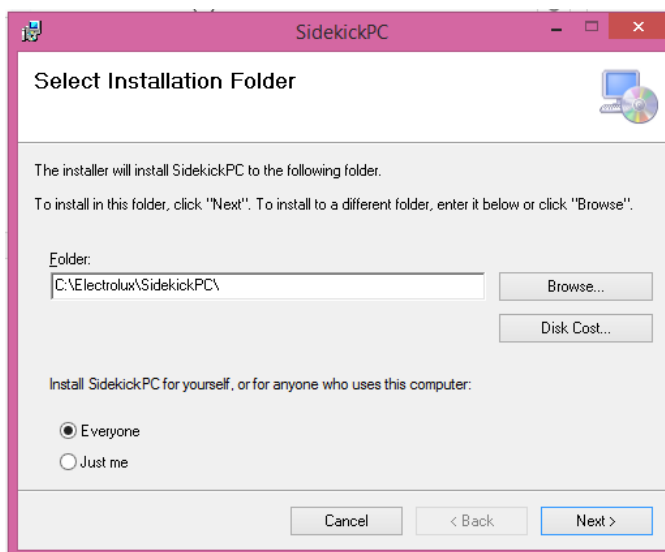 SidekickPC
Select Installation Folder
The installer will install SidekickPC to the following folder.
To install in this folder, click "Next". To install to a different folder, enter it below or click "Browse".
Folder:
C:\Electrolux\SidekickPC\
Browse...
Disk Cost...
Install SidekickPC for yourself, or for anyone who uses this computer:
Everyone
Just me
Cancel
< Back
Next >